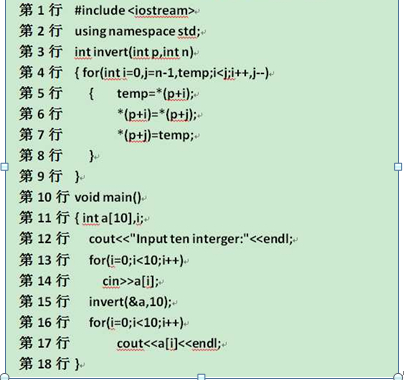 第 1 行 #include <iostream>
第 2 行 using namespace std;
第 3 行 int invert(int p,int n)
第 4 行 { for(int i=0,j=n-1,temp;i<j;i++,j--)
第 5 行 { temp=*(p+i);
第 6 行 *(p+i)=*(p+j);
第 7 行 *(p+j)=temp;
第 8 行 }
第 9 行 }
第 10 行 void main()
第 11 行 { int a[10],i;
第 12 行 cout<<"Input ten interger:"<<endl;
第 13 行 for(i=0;i<10;i++)
第 14 行 cin>>a[i];
第 15 行 invert(&a,10);
第 16 行 for(i=0;i<10;i++)
第 17 行 cout<<a[i]<<endl;
第 18 行 }